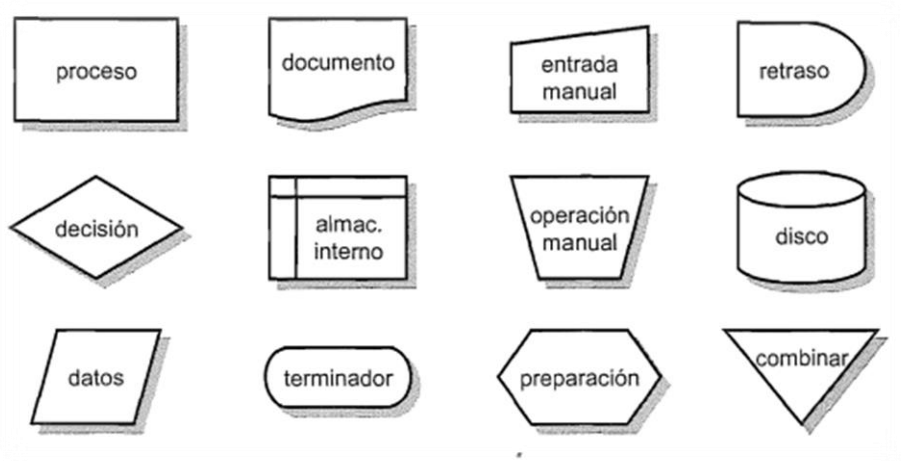 proceso
documento
entrada
manual
retraso
decisión
almac.
interno
operación
manual
disco
datos
terminador
preparación
combinar